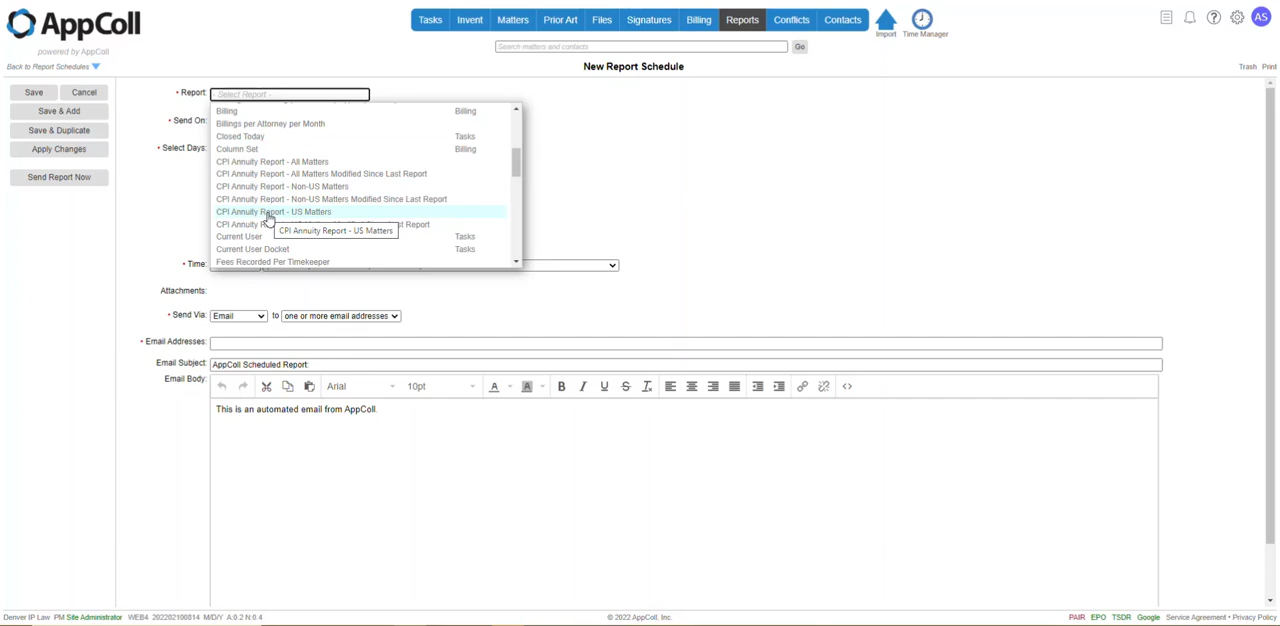 AppColl
powered by AppColl
Tasks Invent Matters Prior Art Files Signatures Billing Reports Conflicts Contacts Import Time Manager AS
Search matters and contacts Go
Back to Report Schedules New Report Schedule Trash Print
Save Cancel
Save & Add
Save & Duplicate
Apply Changes
Send Report Now
* Report: - Select Report -
* Send On:
* Select Days:
Billing Billing
Billings per Attorney per Month
Closed Today Tasks
Column Set Billing
CPI Annuity Report - All Matters
CPI Annuity Report - All Matters Modified Since Last Report
CPI Annuity Report - Non-US Matters
CPI Annuity Report - Non-US Matters Modified Since Last Report
CPI Annuity Report - US Matters
CPI Annuity Last Report
CPI Annuity Report - US Matters
Current User Tasks
Current User Docket Tasks
Fees Recorded Per Timekeeper
* Time:
Attachments:
* Send Via: Email to one or more email addresses
* Email Addresses:
Email Subject: AppColl Scheduled Report:
Email Body: Arial 10pt A A B I U S T <>
This is an automated email from AppColl.
Denver IP Law PM Site Administrator WEB4 2022021000814 M/D/Y A:0.2 N:0.4 © 2022 AppColl, Inc. PAIR EPO TSDR Google Service Agreement • Privacy Policy